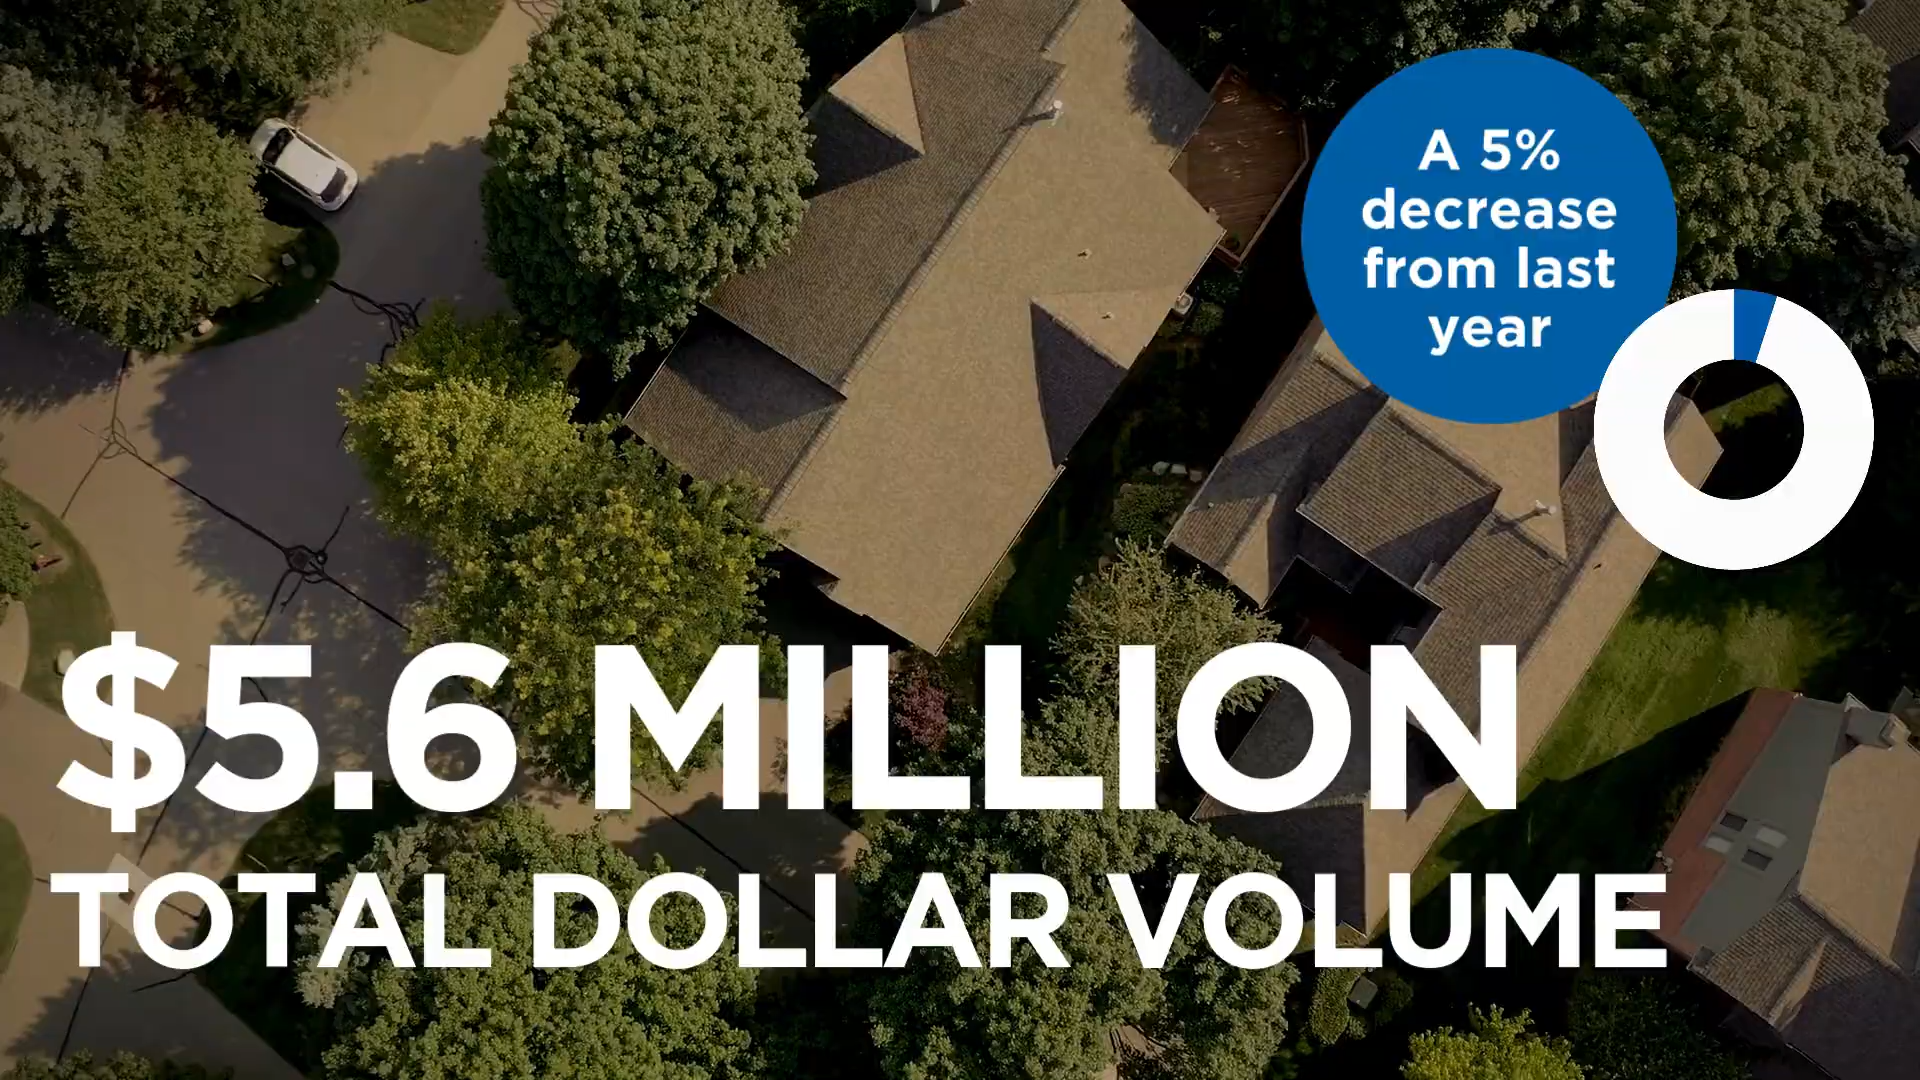 A 5%
decrease
from last
year
$5.6 MILLION
TOTAL DOLLAR VOLUME